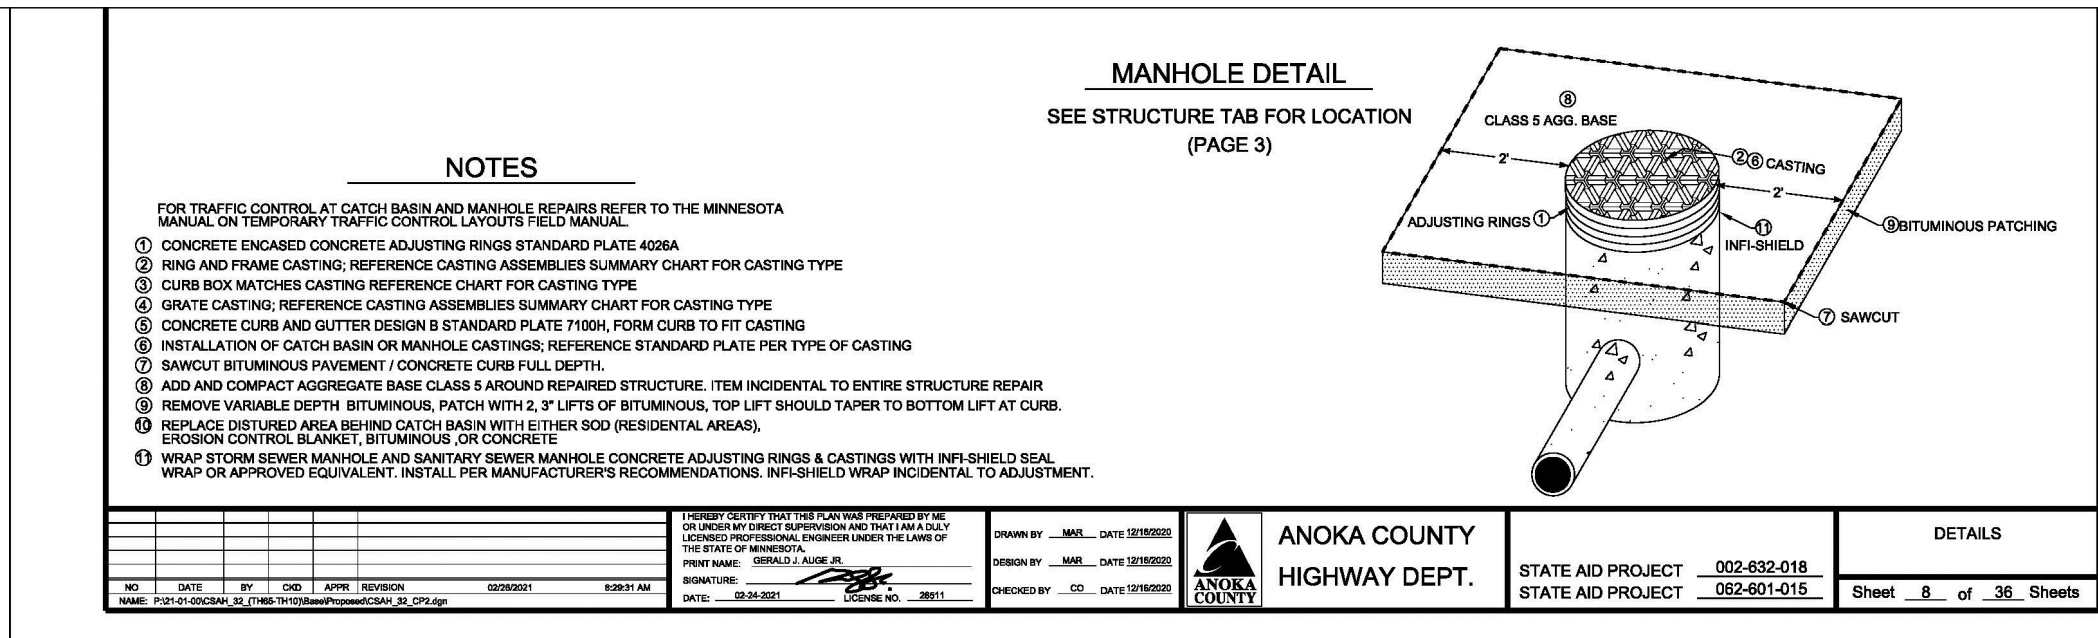 MANHOLE DETAIL
SEE STRUCTURE TAB FOR LOCATION
(PAGE 3)
⑧
CLASS 5 AGG. BASE
2'
②⑥ CASTING
2'
ADJUSTING RINGS ①
⑪
INFI-SHIELD
⑨BITUMINOUS PATCHING
⑦ SAWCUT
NOTES
FOR TRAFFIC CONTROL AT CATCH BASIN AND MANHOLE REPAIRS REFER TO THE MINNESOTA
MANUAL ON TEMPORARY TRAFFIC CONTROL LAYOUTS FIELD MANUAL.
① CONCRETE ENCASED CONCRETE ADJUSTING RINGS STANDARD PLATE 4026A
② RING AND FRAME CASTING; REFERENCE CASTING ASSEMBLIES SUMMARY CHART FOR CASTING TYPE
③ CURB BOX MATCHES CASTING REFERENCE CHART FOR CASTING TYPE
④ GRATE CASTING; REFERENCE CASTING ASSEMBLIES SUMMARY CHART FOR CASTING TYPE
⑤ CONCRETE CURB AND GUTTER DESIGN B STANDARD PLATE 7100H, FORM CURB TO FIT CASTING
⑥ INSTALLATION OF CATCH BASIN OR MANHOLE CASTINGS; REFERENCE STANDARD PLATE PER TYPE OF CASTING
⑦ SAWCUT BITUMINOUS PAVEMENT / CONCRETE CURB FULL DEPTH.
⑧ ADD AND COMPACT AGGREGATE BASE CLASS 5 AROUND REPAIRED STRUCTURE. ITEM INCIDENTAL TO ENTIRE STRUCTURE REPAIR
⑨ REMOVE VARIABLE DEPTH BITUMINOUS, PATCH WITH 2, 3" LIFTS OF BITUMINOUS, TOP LIFT SHOULD TAPER TO BOTTOM LIFT AT CURB.
⑩ REPLACE DISTURED AREA BEHIND CATCH BASIN WITH EITHER SOD (RESIDENTAL AREAS),
EROSION CONTROL BLANKET, BITUMINOUS ,OR CONCRETE
⑪ WRAP STORM SEWER MANHOLE AND SANITARY SEWER MANHOLE CONCRETE ADJUSTING RINGS & CASTINGS WITH INFI-SHIELD SEAL
WRAP OR APPROVED EQUIVALENT. INSTALL PER MANUFACTURER'S RECOMMENDATIONS. INFI-SHIELD WRAP INCIDENTAL TO ADJUSTMENT.
NO DATE BY CKD APPR REVISION 02/26/2021 8:29:31 AM
NAME: P:\21-01-00\CSAH_32_(TH65-TH10)\Base\Proposed\CSAH_32_CP2.dgn
I HEREBY CERTIFY THAT THIS PLAN WAS PREPARED BY ME
OR UNDER MY DIRECT SUPERVISION AND THAT I AM A DULY
LICENSED PROFESSIONAL ENGINEER UNDER THE LAWS OF
THE STATE OF MINNESOTA.
PRINT NAME: GERALD J. AUGE JR.
SIGNATURE:
DATE: 02-24-2021 LICENSE NO. 26511
DRAWN BY MAR DATE 12/16/2020
DESIGN BY MAR DATE 12/16/2020
CHECKED BY CO DATE 12/16/2020
ANOKA
COUNTY
ANOKA COUNTY
HIGHWAY DEPT.
STATE AID PROJECT 002-632-018
STATE AID PROJECT 062-601-015
DETAILS
Sheet 8 of 36 Sheets